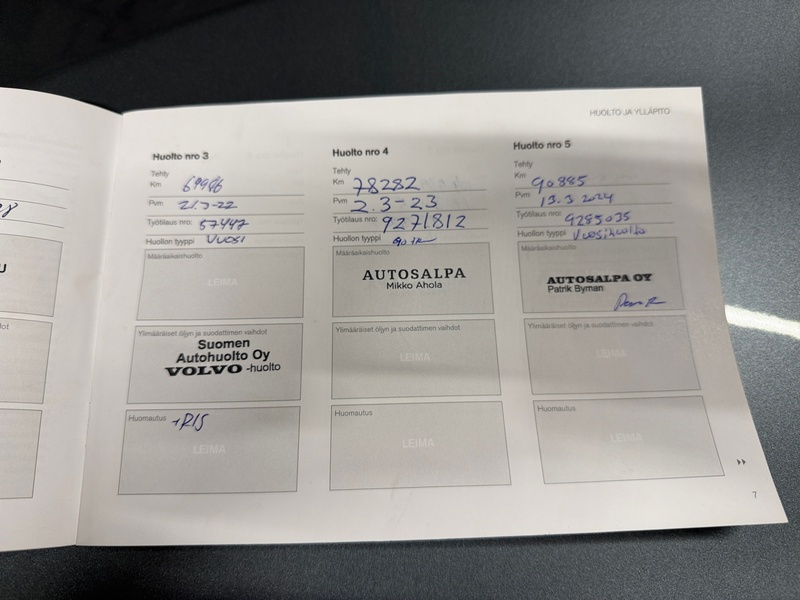 HUOLTO JA YLLÄPITO
Huolto nro 3
Tehty
Km 69986
Pvm 21.3-22
Työtilaus nro: 57447
Huollon tyyppi VUOSI
Määräaikaishuolto
LEIMA
Ylimääräiset öljyn ja suodattimen vaihdot
Suomen
Autohuolto Oy
VOLVO -huolto
Huomautus +RIS
LEIMA
Huolto nro 4
Tehty
Km 78282
Pvm 2.3-23
Työtilaus nro: 9271812
Huollon tyyppi
Määräaikaishuolto
AUTOSALPA
Mikko Ahola
Ylimääräiset öljyn ja suodattimen vaihdot
LEIMA
Huomautus
LEIMA
Huolto nro 5
Tehty
Km 90885
Pvm 13.3 2024
Työtilaus nro: 9285035
Huollon tyyppi Vuosihuolto
Määräaikaishuolto
AUTOSALPA OY
Patrik Byman
Ylimääräiset öljyn ja suodattimen vaihdot
LEIMA
Huomautus
LEIMA
7